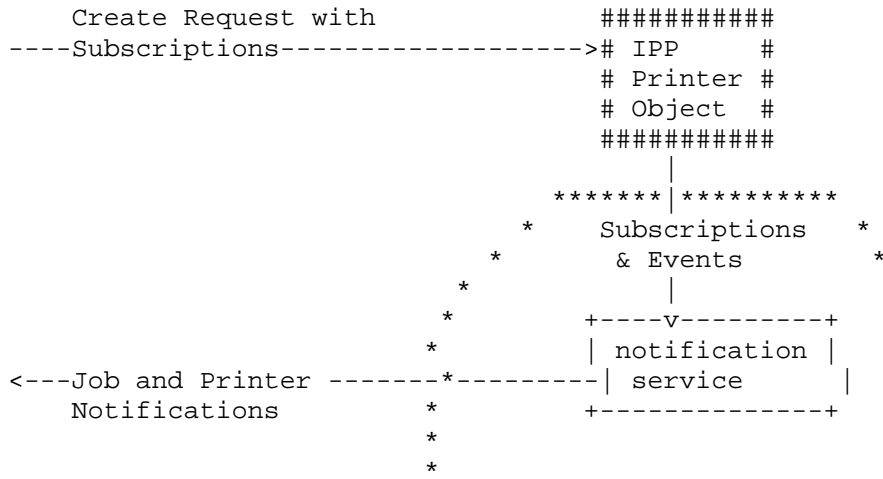 Create Request with ###########
----Subscriptions------------------->## IPP #
# Printer #
# Object #
###########
|
*******|**********
* Subscriptions *
* & Events *
* |
* +----v---------+
* | notification |
<---Job and Printer -------*---------| service |
Notifications * +--------------+
*
*